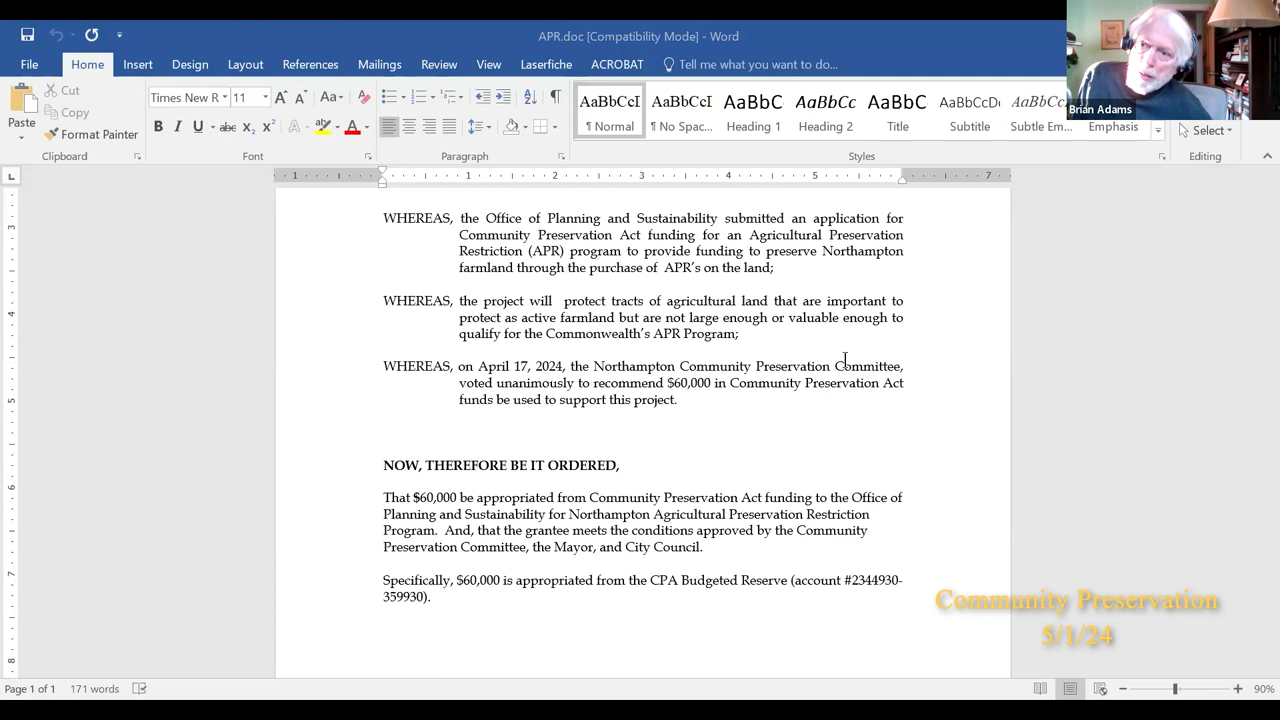 APR.doc [Compatibility Mode] - Word
File Home Insert Design Layout References Mailings Review View Laserfiche ACROBAT Tell me what you want to do...
Paste
Cut
Copy
Format Painter
Clipboard
Times New R 11
Font
Paragraph
AaBbCcI ¶ Normal
AaBbCcI ¶ No Spac...
AaBbC Heading 1
AaBbCc Heading 2
AaBbC Title
AaBbCcDc Subtitle
AaBbCc Subtle Em...
Emphasis
Styles
Select
Editing
Brian Adams
1 1 2 3 4 5 7
WHEREAS, the Office of Planning and Sustainability submitted an application for
Community Preservation Act funding for an Agricultural Preservation
Restriction (APR) program to provide funding to preserve Northampton
farmland through the purchase of APR's on the land;
WHEREAS, the project will protect tracts of agricultural land that are important to
protect as active farmland but are not large enough or valuable enough to
qualify for the Commonwealth's APR Program;
WHEREAS, on April 17, 2024, the Northampton Community Preservation Committee,
voted unanimously to recommend $60,000 in Community Preservation Act
funds be used to support this project.
NOW, THEREFORE BE IT ORDERED,
That $60,000 be appropriated from Community Preservation Act funding to the Office of
Planning and Sustainability for Northampton Agricultural Preservation Restriction
Program. And, that the grantee meets the conditions approved by the Community
Preservation Committee, the Mayor, and City Council.
Specifically, $60,000 is appropriated from the CPA Budgeted Reserve (account #2344930-
359930).
Community Preservation
5/1/24
Page 1 of 1 171 words
90%